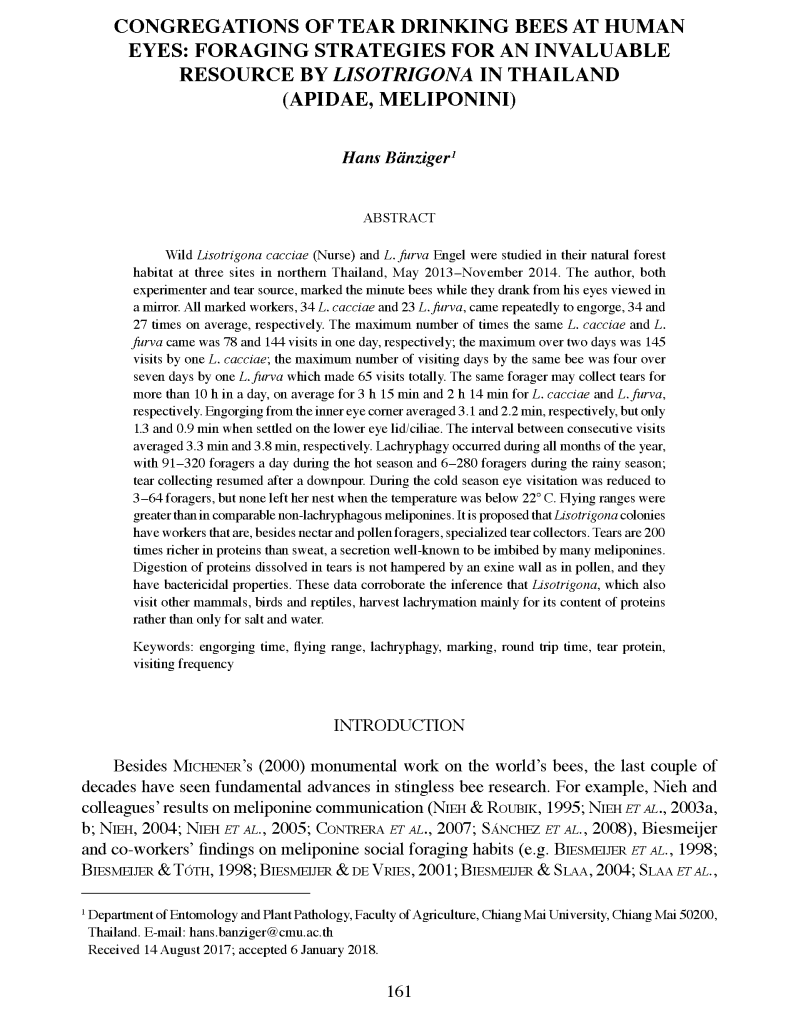 CONGREGATIONS OF TEAR DRINKING BEES AT HUMAN
EYES: FORAGING STRATEGIES FOR AN INVALUABLE
RESOURCE BY LISOTRIGONA IN THAILAND
(APIDAE, MELIPONINI)
Hans Bänziger¹
ABSTRACT
Wild Lisotrigona cacciae (Nurse) and L. furva Engel were studied in their natural forest
habitat at three sites in northern Thailand, May 2013–November 2014. The author, both
experimenter and tear source, marked the minute bees while they drank from his eyes viewed in
a mirror. All marked workers, 34 L. cacciae and 23 L. furva, came repeatedly to engorge, 34 and
27 times on average, respectively. The maximum number of times the same L. cacciae and L.
furva came was 78 and 144 visits in one day, respectively; the maximum over two days was 145
visits by one L. cacciae; the maximum number of visiting days by the same bee was four over
seven days by one L. furva which made 65 visits totally. The same forager may collect tears for
more than 10 h in a day, on average for 3 h 15 min and 2 h 14 min for L. cacciae and L. furva,
respectively. Engorging from the inner eye corner averaged 3.1 and 2.2 min, respectively, but only
1.3 and 0.9 min when settled on the lower eye lid/ciliae. The interval between consecutive visits
averaged 3.3 min and 3.8 min, respectively. Lachryphagy occurred during all months of the year,
with 91–320 foragers a day during the hot season and 6–280 foragers during the rainy season;
tear collecting resumed after a downpour. During the cold season eye visitation was reduced to
3–64 foragers, but none left her nest when the temperature was below 22° C. Flying ranges were
greater than in comparable non-lachryphagous meliponines. It is proposed that Lisotrigona colonies
have workers that are, besides nectar and pollen foragers, specialized tear collectors. Tears are 200
times richer in proteins than sweat, a secretion well-known to be imbibed by many meliponines.
Digestion of proteins dissolved in tears is not hampered by an exine wall as in pollen, and they
have bactericidal properties. These data corroborate the inference that Lisotrigona, which also
visit other mammals, birds and reptiles, harvest lachrymation mainly for its content of proteins
rather than only for salt and water.
Keywords: engorging time, flying range, lachryphagy, marking, round trip time, tear protein,
visiting frequency
INTRODUCTION
Besides MICHENER's (2000) monumental work on the world's bees, the last couple of
decades have seen fundamental advances in stingless bee research. For example, Nieh and
colleagues' results on meliponine communication (NIEH & ROUBIK, 1995; NIEH ET AL., 2003a,
b; NIEH, 2004; NIEH ET AL., 2005; CONTRERA ET AL., 2007; SÁNCHEZ ET AL., 2008), Biesmeijer
and co-workers' findings on meliponine social foraging habits (e.g. BIESMEIJER ET AL., 1998;
BIESMEIJER & TÓTH, 1998; BIESMEIJER & DE VRIES, 2001; BIESMEIJER & SLAA, 2004; SLAA ET AL.,
¹ Department of Entomology and Plant Pathology, Faculty of Agriculture, Chiang Mai University, Chiang Mai 50200,
Thailand. E-mail: hans.banziger@cmu.ac.th
Received 14 August 2017; accepted 6 January 2018.
161